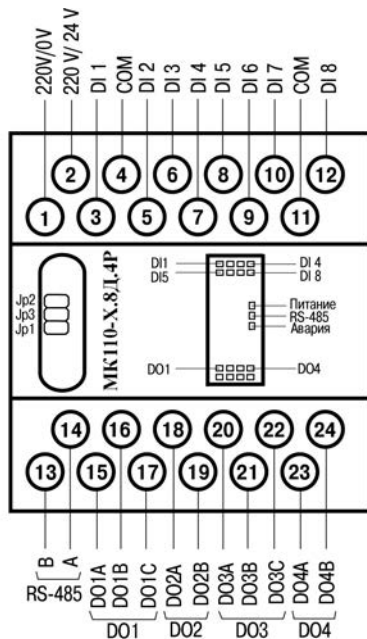 220V/0V
220 V/ 24 V
DI 1
COM
DI 2
DI 3
DI 4
DI 5
DI 6
DI 7
COM
DI 8
2 4 6 8 10 12
1 3 5 7 9 11
Jp2
Jp3
Jp1
МК110-Х.8Д.4Р
DI1 DI 4
DI5 DI 8
Питание
RS-485
Авария
DO1 DO4
14 16 18 20 22 24
13 15 17 19 21 23
B
A
DO1A
DO1B
DO1C
DO2A
DO2B
DO3A
DO3B
DO3C
DO4A
DO4B
RS-485
DO1 DO2 DO3 DO4